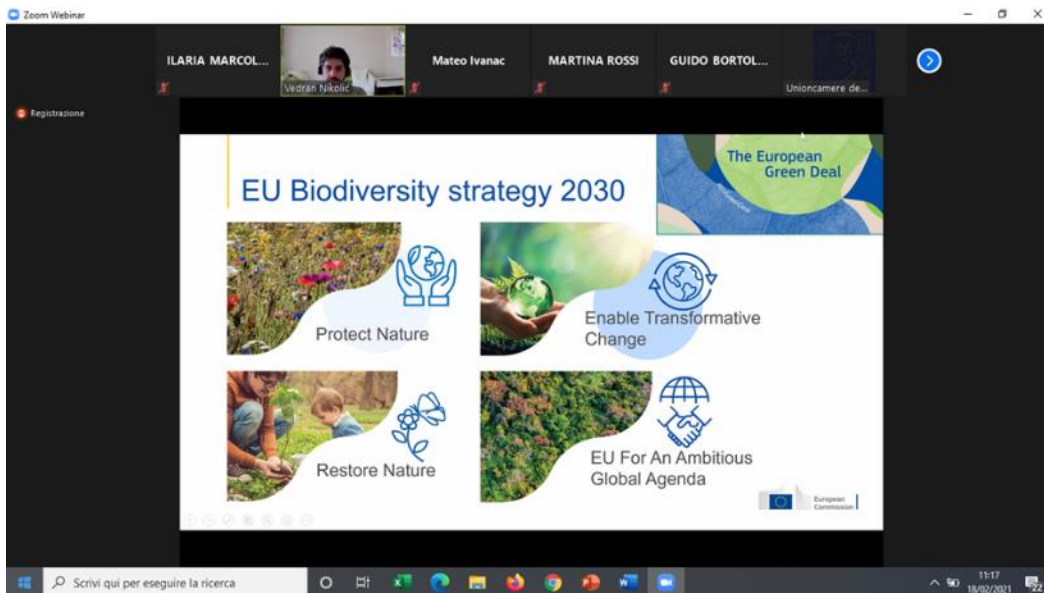 Zoom Webinar
ILARIA MARCOL...
Vedran Nikolić
Mateo Ivanac
MARTINA ROSSI
GUIDO BORTOL...
Unioncamere de...
Registrazione
The European
Green Deal
EU Biodiversity strategy 2030
Protect Nature
Enable Transformative
Change
Restore Nature
EU For An Ambitious
Global Agenda
European
Commission
Scrivi qui per eseguire la ricerca
11:17
18/02/2021
22